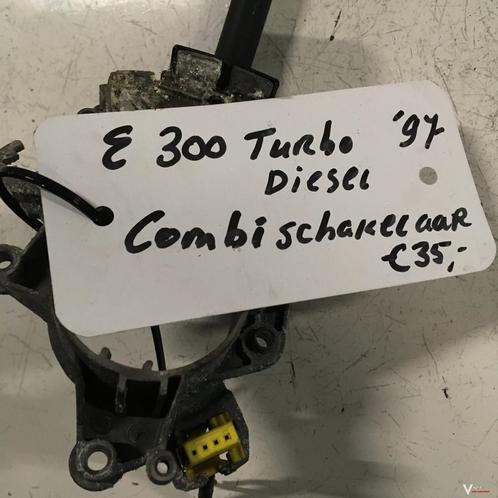 E 300 Turbo '97
Diesel
Combischakelaar
€35,-